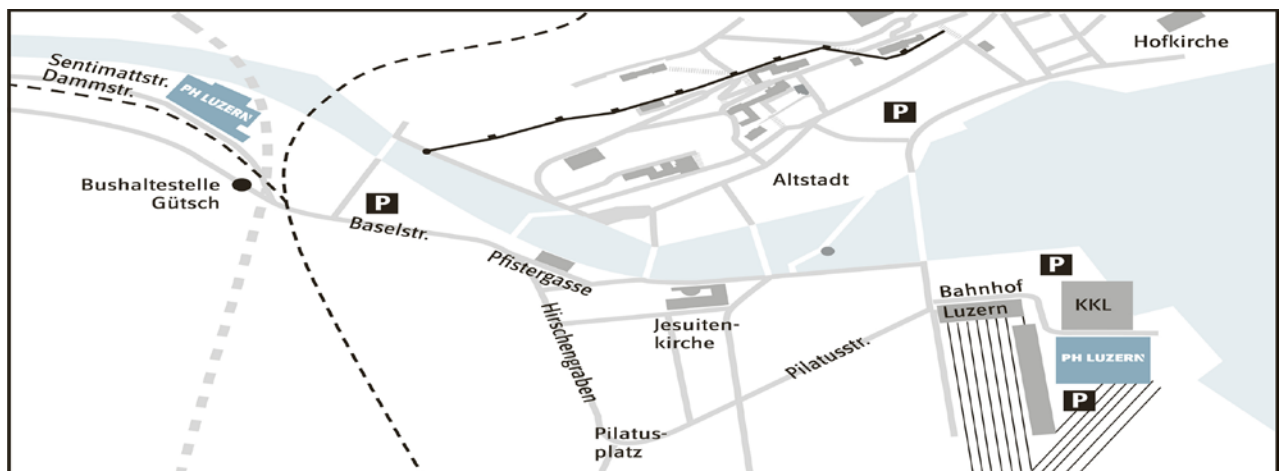 Hofkirche
Sentimattstr.
Dammstr.
PH LUZERN
P
Bushaltestelle
Gütsch
Altstadt
P
Baselstr.
Pfistergasse
P
Bahnhof
Luzern
KKL
Hirschengraben
Jesuiten-
kirche
Pilatusstr.
PH LUZERN
P
Pilatus-
platz